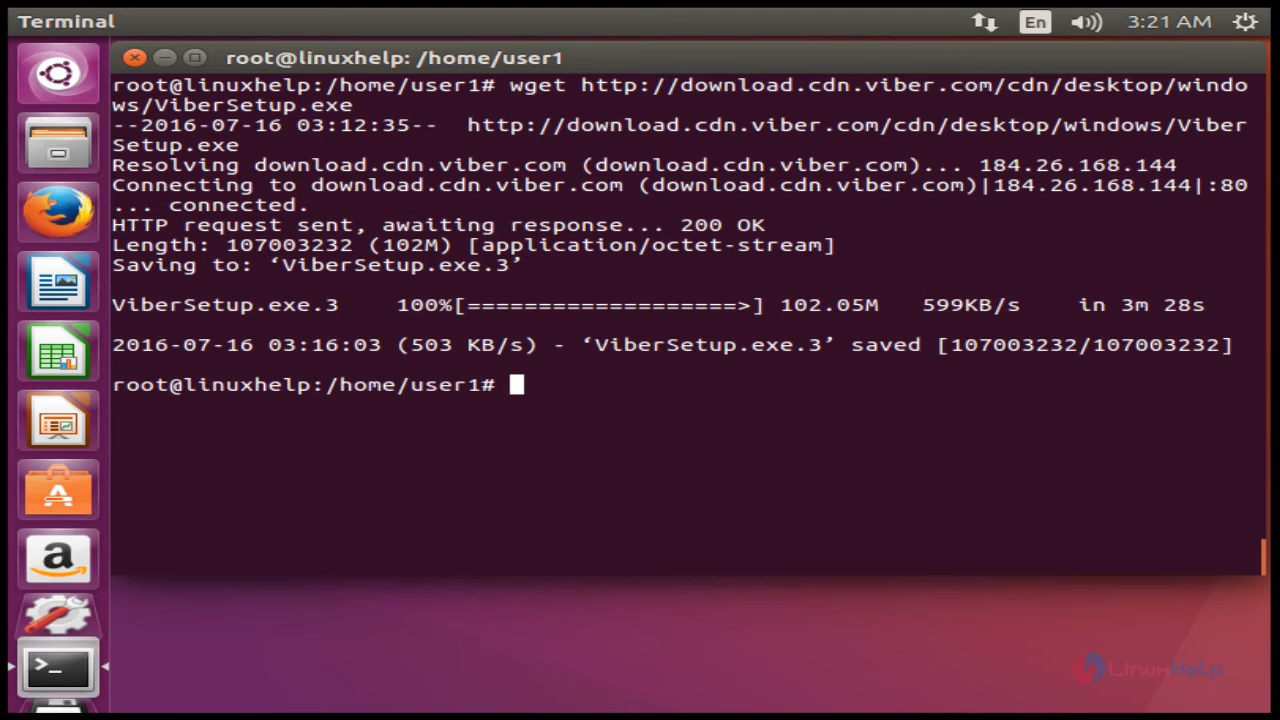 Terminal
En
3:21 AM
root@linuxhelp: /home/user1
root@linuxhelp:/home/user1# wget http://download.cdn.viber.com/cdn/desktop/windo
ws/ViberSetup.exe
--2016-07-16 03:12:35--  http://download.cdn.viber.com/cdn/desktop/windows/Viber
Setup.exe
Resolving download.cdn.viber.com (download.cdn.viber.com)... 184.26.168.144
Connecting to download.cdn.viber.com (download.cdn.viber.com)|184.26.168.144|:80
... connected.
HTTP request sent, awaiting response... 200 OK
Length: 107003232 (102M) [application/octet-stream]
Saving to: ‘ViberSetup.exe.3’
ViberSetup.exe.3    100%[===================>] 102.05M   599KB/s    in 3m 28s
2016-07-16 03:16:03 (503 KB/s) - ‘ViberSetup.exe.3’ saved [107003232/107003232]
root@linuxhelp:/home/user1#
LinuxHelp